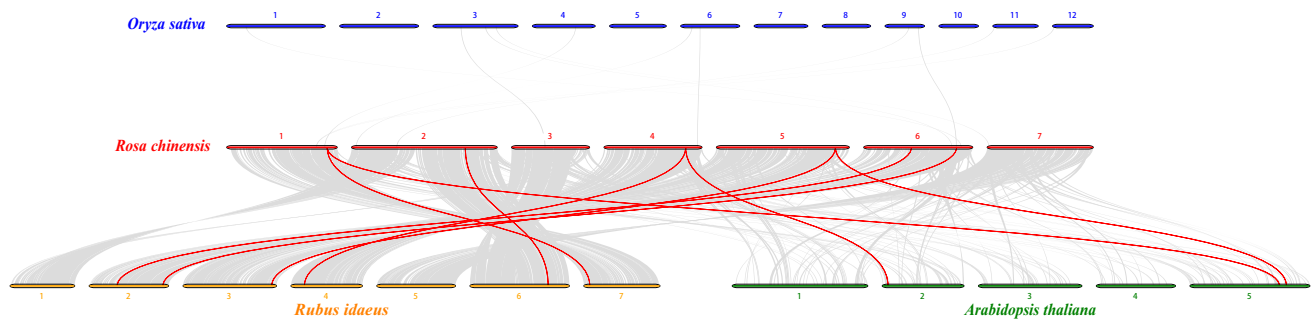 1 2 3 4 5 6 7 8 9 10 11 12
Oryza sativa
1 2 3 4 5 6 7
Rosa chinensis
1 2 3 4 5 6 7 1 2 3 4 5
Rubus idaeus Arabidopsis thaliana